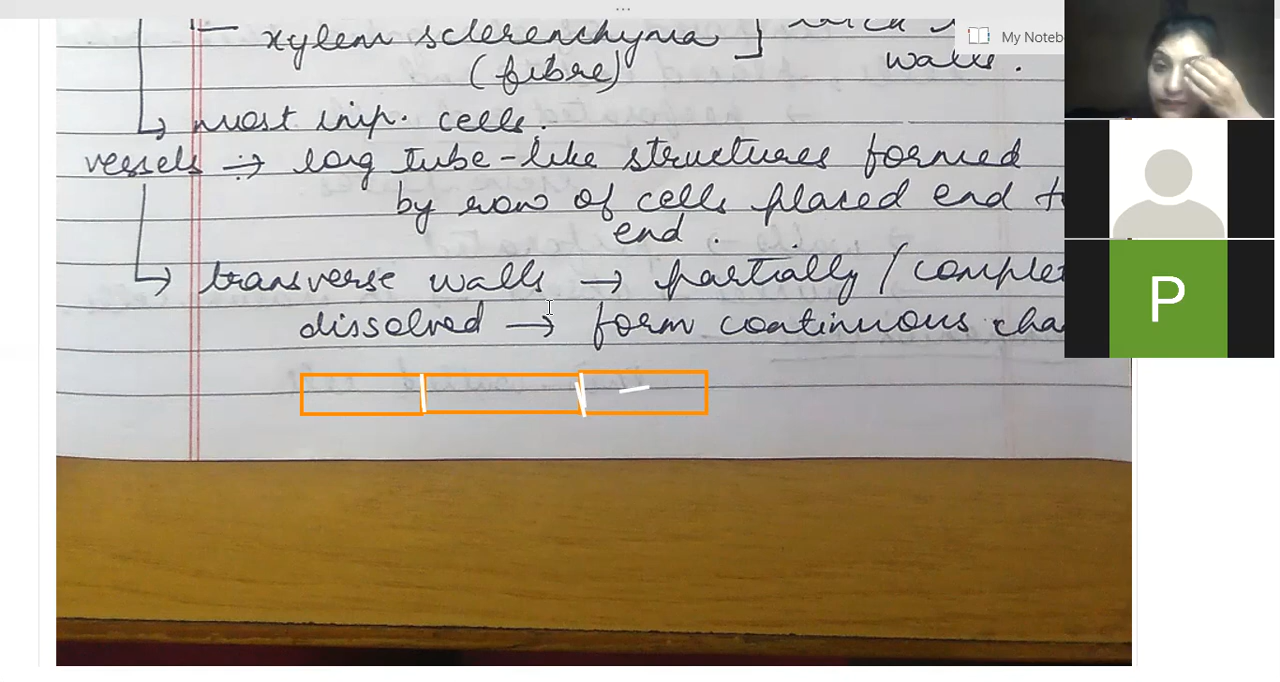 xylem sclerenchyma ]
(fibre)
walls.
My Noteb
↳ most imp. cells.
vessels ÷→ long tube-like structures formed
by row of cells placed end t
end.
↳ transverse walls → partially / complet
dissolved → form continuous cha
P